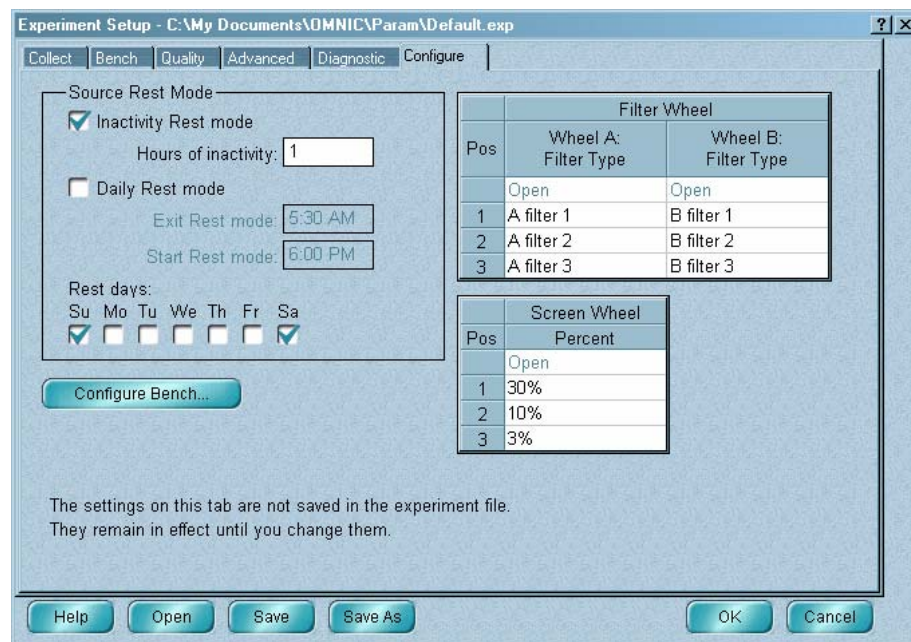 Experiment Setup - C:\My Documents\OMNIC\Param\Default.exp
? ×
Collect Bench Quality Advanced Diagnostic Configure
Source Rest Mode
Inactivity Rest mode
Hours of inactivity: 1
Daily Rest mode
Exit Rest mode: 5:30 AM
Start Rest mode: 6:00 PM
Rest days:
Su Mo Tu We Th Fr Sa
Configure Bench...
Filter Wheel
Pos Wheel A: Filter Type Wheel B: Filter Type
Open Open
1 A filter 1 B filter 1
2 A filter 2 B filter 2
3 A filter 3 B filter 3
Screen Wheel
Pos Percent
Open
1 30%
2 10%
3 3%
The settings on this tab are not saved in the experiment file.
They remain in effect until you change them.
Help Open Save Save As OK Cancel